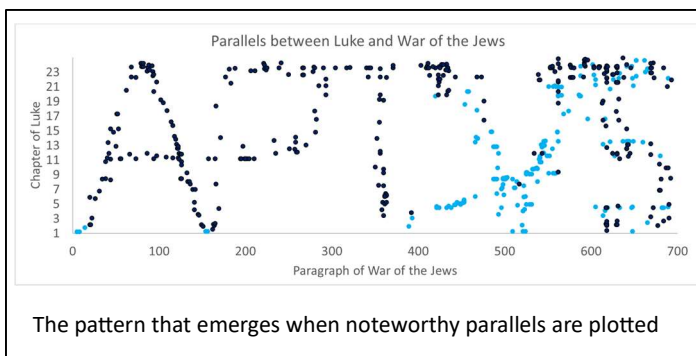 Parallels between Luke and War of the Jews
Chapter of Luke
23
21
19
17
15
13
11
9
7
5
3
1
0 100 200 300 400 500 600 700
Paragraph of War of the Jews
The pattern that emerges when noteworthy parallels are plotted